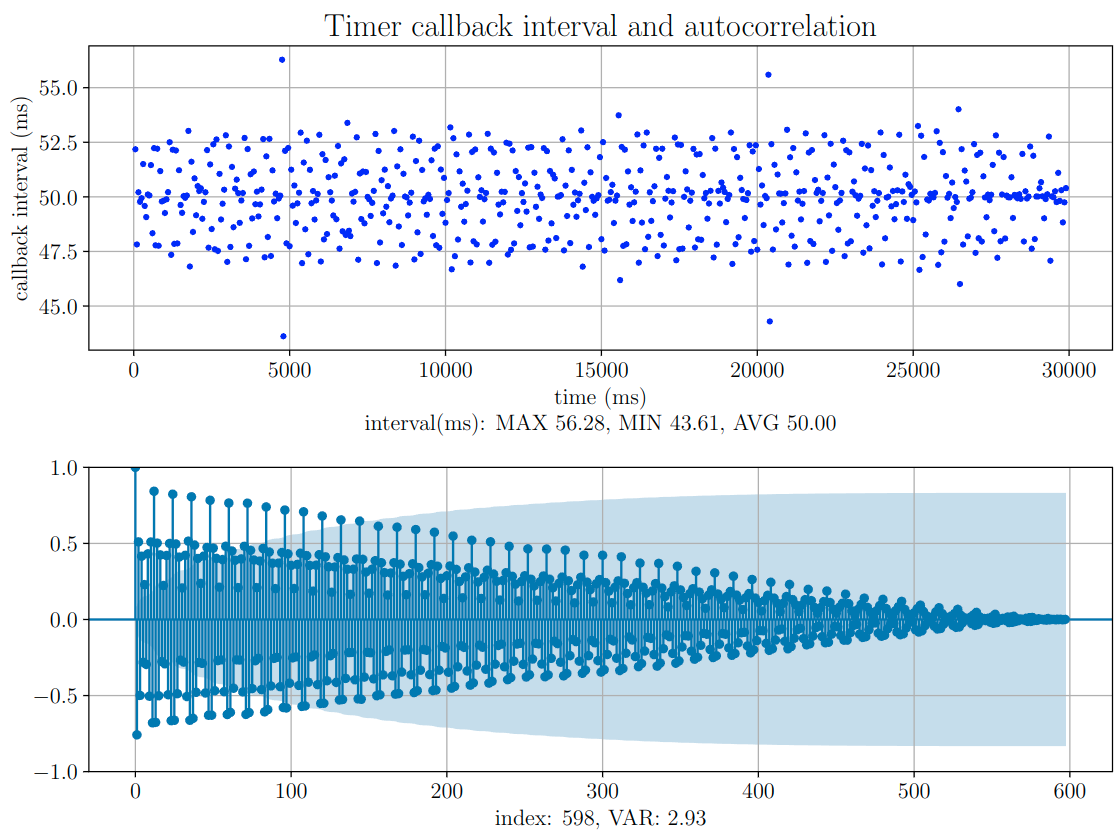 Timer callback interval and autocorrelation
callback interval (ms)
55.0
52.5
50.0
47.5
45.0
0 5000 10000 15000 20000 25000 30000
time (ms)
interval(ms): MAX 56.28, MIN 43.61, AVG 50.00
1.0
0.5
0.0
−0.5
−1.0
0 100 200 300 400 500 600
index: 598, VAR: 2.93